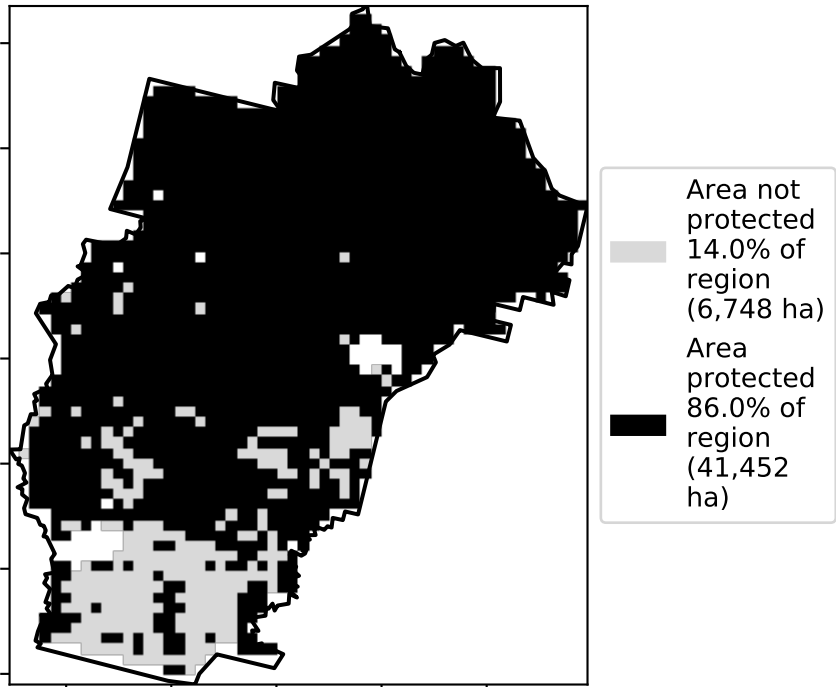 Area not
protected
14.0% of
region
(6,748 ha)
Area
protected
86.0% of
region
(41,452
ha)